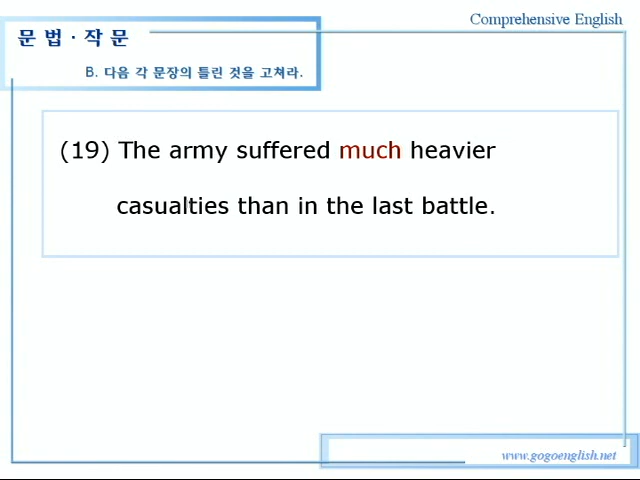 Comprehensive English
문 법 · 작 문
B. 다음 각 문장의 틀린 것을 고쳐라.
(19) The army suffered much heavier
casualties than in the last battle.
www.gogoenglish.net